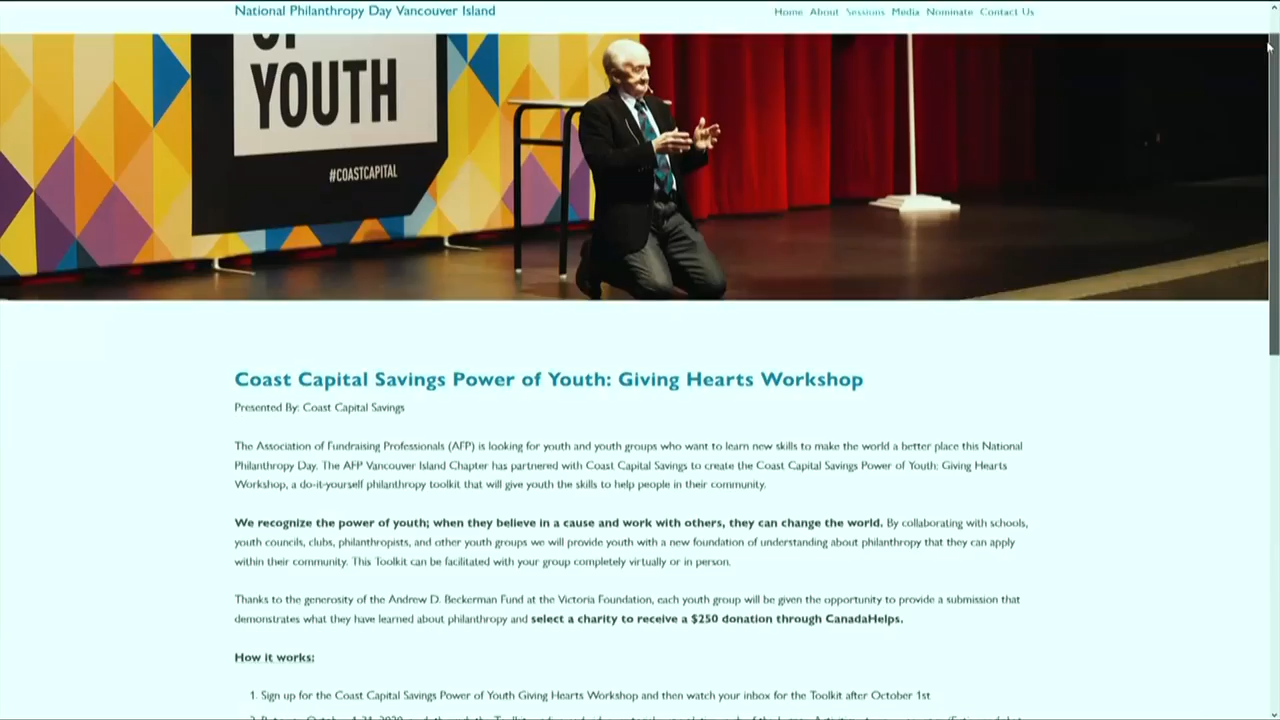 National Philanthropy Day Vancouver Island
Home About Sessions Media Nominate Contact Us
OF
YOUTH
#COASTCAPITAL
Coast Capital Savings Power of Youth: Giving Hearts Workshop
Presented By: Coast Capital Savings
The Association of Fundraising Professionals (AFP) is looking for youth and youth groups who want to learn new skills to make the world a better place this National
Philanthropy Day. The AFP Vancouver Island Chapter has partnered with Coast Capital Savings to create the Coast Capital Savings Power of Youth: Giving Hearts
Workshop, a do-it-yourself philanthropy toolkit that will give youth the skills to help people in their community.
We recognize the power of youth; when they believe in a cause and work with others, they can change the world. By collaborating with schools,
youth councils, clubs, philanthropists, and other youth groups we will provide youth with a new foundation of understanding about philanthropy that they can apply
within their community. This Toolkit can be facilitated with your group completely virtually or in person.
Thanks to the generosity of the Andrew D. Beckerman Fund at the Victoria Foundation, each youth group will be given the opportunity to provide a submission that
demonstrates what they have learned about philanthropy and select a charity to receive a $250 donation through CanadaHelps.
How it works:
1. Sign up for the Coast Capital Savings Power of Youth Giving Hearts Workshop and then watch your inbox for the Toolkit after October 1st